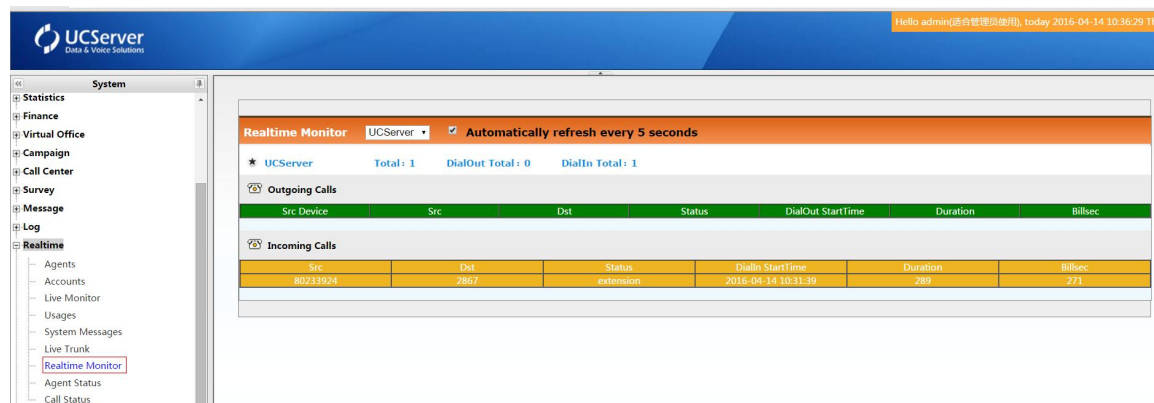 UCServer
Data & Voice Solutions
Hello admin(适合管理员使用), today 2016-04-14 10:36:29
System
Statistics
Finance
Virtual Office
Campaign
Call Center
Survey
Message
Log
Realtime
Agents
Accounts
Live Monitor
Usages
System Messages
Live Trunk
Realtime Monitor
Agent Status
Call Status
Realtime Monitor UCServer Automatically refresh every 5 seconds
★ UCServer Total: 1 DialOut Total: 0 DialIn Total: 1
Outgoing Calls
Src Device Src Dst Status DialOut StartTime Duration Billsec
Incoming Calls
Src Dst Status DialIn StartTime Duration Billsec
80233924 2867 extension 2016-04-14 10:31:39 289 271